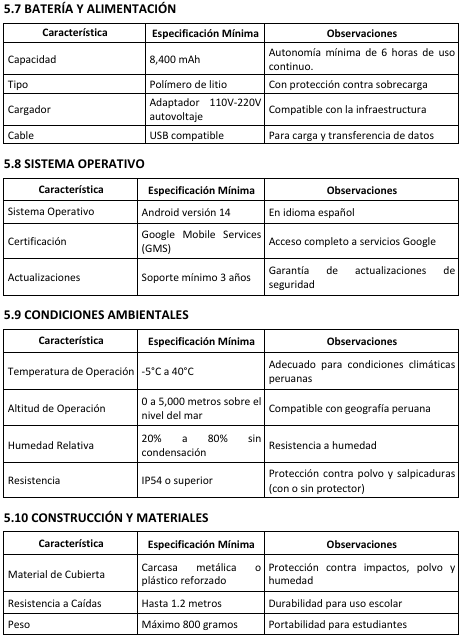 5.7 BATERÍA Y ALIMENTACIÓN
Característica Especificación Mínima Observaciones
Capacidad 8,400 mAh Autonomía mínima de 6 horas de uso
continuo.
Tipo Polímero de litio Con protección contra sobrecarga
Cargador Adaptador 110V-220V
autovoltaje Compatible con la infraestructura
Cable USB compatible Para carga y transferencia de datos
5.8 SISTEMA OPERATIVO
Característica Especificación Mínima Observaciones
Sistema Operativo Android versión 14 En idioma español
Certificación Google Mobile Services
(GMS) Acceso completo a servicios Google
Actualizaciones Soporte mínimo 3 años Garantía de actualizaciones de
seguridad
5.9 CONDICIONES AMBIENTALES
Característica Especificación Mínima Observaciones
Temperatura de Operación -5°C a 40°C Adecuado para condiciones climáticas
peruanas
Altitud de Operación 0 a 5,000 metros sobre el
nivel del mar Compatible con geografía peruana
Humedad Relativa 20% a 80% sin
condensación Resistencia a humedad
Resistencia IP54 o superior Protección contra polvo y salpicaduras
(con o sin protector)
5.10 CONSTRUCCIÓN Y MATERIALES
Característica Especificación Mínima Observaciones
Material de Cubierta Carcasa metálica o
plástico reforzado Protección contra impactos, polvo y
humedad
Resistencia a Caídas Hasta 1.2 metros Durabilidad para uso escolar
Peso Máximo 800 gramos Portabilidad para estudiantes